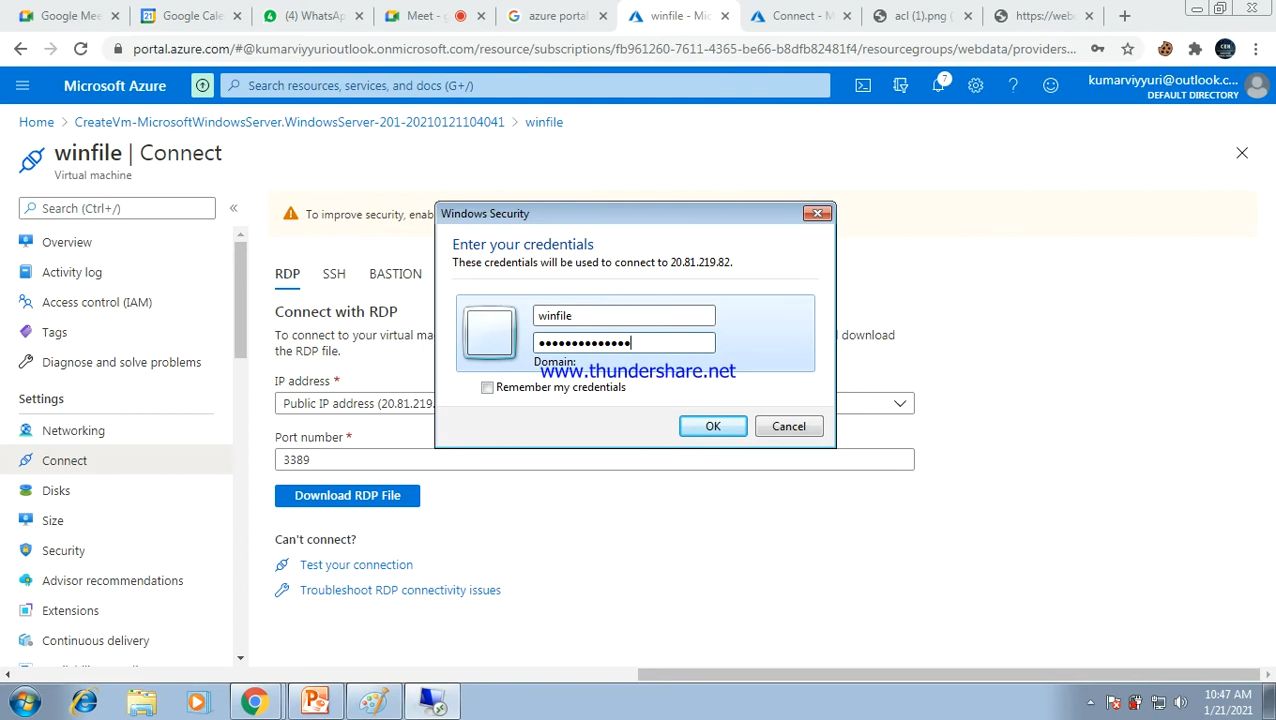 Google Mee
Google Cale
(4) WhatsA
Meet - g
azure portal
winfile - Mic
Connect - M
acl (1).png (
https://web
portal.azure.com/#@kumarviyyurioutlook.onmicrosoft.com/resource/subscriptions/fb961260-7611-4365-be66-b8dfb82481f4/resourcegroups/webdata/providers...
Microsoft Azure
Search resources, services, and docs (G+/)
7
kumarviyyuri@outlook.c...
DEFAULT DIRECTORY
Home > CreateVm-MicrosoftWindowsServer.WindowsServer-201-20210121104041 > winfile
winfile | Connect
Virtual machine
Search (Ctrl+/)
«
Overview
Activity log
Access control (IAM)
Tags
Diagnose and solve problems
Settings
Networking
Connect
Disks
Size
Security
Advisor recommendations
Extensions
Continuous delivery
To improve security, enab
RDP SSH BASTION
Connect with RDP
To connect to your virtual ma
d download
the RDP file.
IP address *
Public IP address (20.81.219.
Port number *
3389
Download RDP File
Can't connect?
Test your connection
Troubleshoot RDP connectivity issues
Windows Security
Enter your credentials
These credentials will be used to connect to 20.81.219.82.
winfile
••••••••••••••
Domain:
www.thundershare.net
Remember my credentials
OK Cancel
10:47 AM
1/21/2021